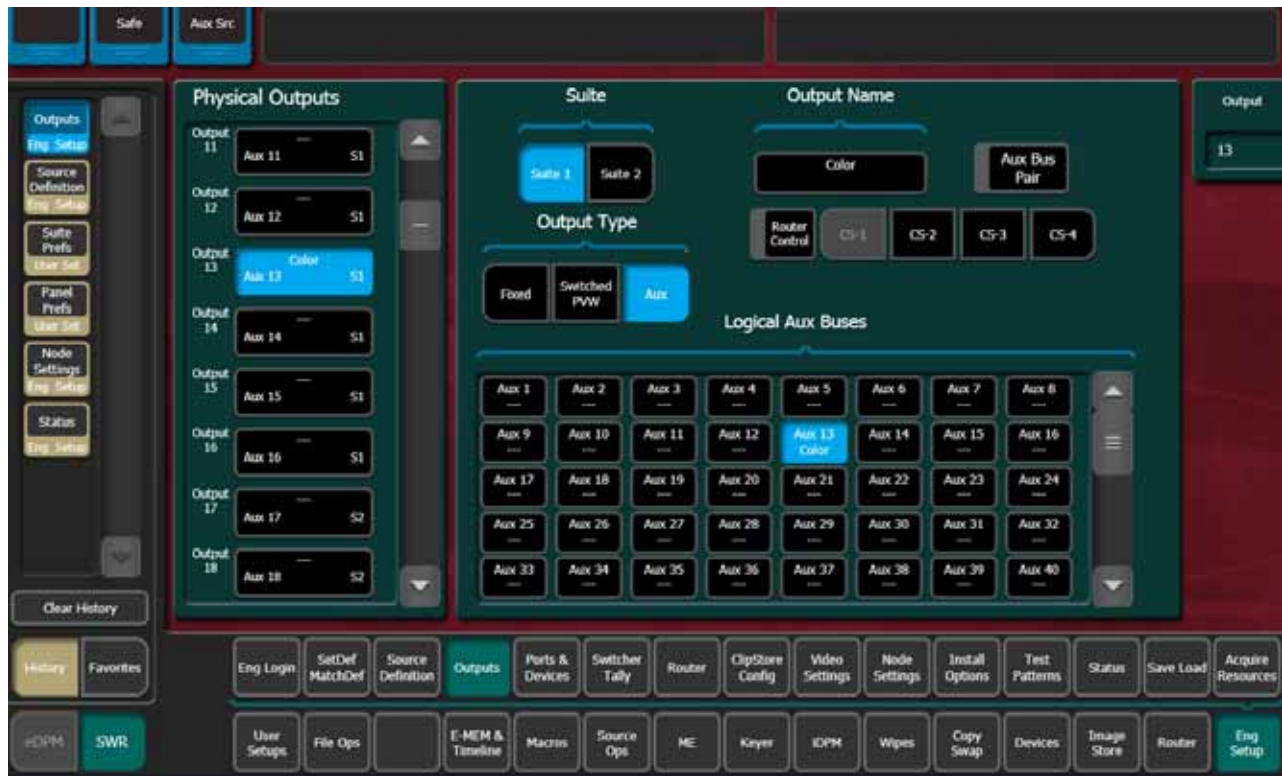 Safe
Aux Src
Outputs
Eng Setup
Source
Definition
Eng Setup
Suite
Prefs
User Set
Panel
Prefs
User Set
Node
Settings
Eng Setup
Status
Eng Setup
Clear History
History
Favorites
eDPM
SWR
Physical Outputs
Output
11
---
Aux 11 S1
Output
12
---
Aux 12 S1
Output
13
Color
Aux 13 S1
Output
14
---
Aux 14 S1
Output
15
---
Aux 15 S1
Output
16
---
Aux 16 S1
Output
17
---
Aux 17 S2
Output
18
---
Aux 18 S2
Suite
Suite 1 Suite 2
Output Type
Fixed
Switched
PVW
Aux
Output Name
Color
Aux Bus
Pair
Router
Control
CS-1 CS-2 CS-3 CS-4
Output
13
Logical Aux Buses
Aux 1 Aux 2 Aux 3 Aux 4 Aux 5 Aux 6 Aux 7 Aux 8
--- --- --- --- --- --- --- ---
Aux 9 Aux 10 Aux 11 Aux 12 Aux 13 Aux 14 Aux 15 Aux 16
--- --- --- --- Color --- --- ---
Aux 17 Aux 18 Aux 19 Aux 20 Aux 21 Aux 22 Aux 23 Aux 24
--- --- --- --- --- --- --- ---
Aux 25 Aux 26 Aux 27 Aux 28 Aux 29 Aux 30 Aux 31 Aux 32
--- --- --- --- --- --- --- ---
Aux 33 Aux 34 Aux 35 Aux 36 Aux 37 Aux 38 Aux 39 Aux 40
--- --- --- --- --- --- --- ---
Eng Login
SetDef
MatchDef
Source
Definition
Outputs
Ports &
Devices
Switcher
Tally
Router
ClipStore
Config
Video
Settings
Node
Settings
Install
Options
Test
Patterns
Status
Save Load
Acquire
Resources
User
Setups
File Ops
E-MEM &
Timeline
Macros
Source
Ops
ME
Keyer
iDPM
Wipes
Copy
Swap
Devices
Image
Store
Router
Eng
Setup